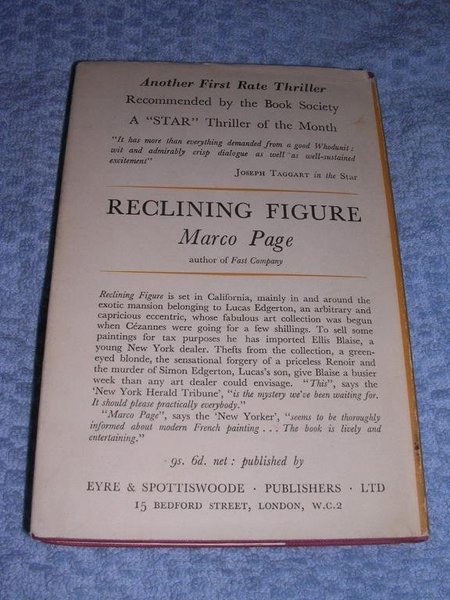 Another First Rate Thriller
Recommended by the Book Society
A "STAR" Thriller of the Month
"It has more than everything demanded from a good Whodunit :
wit and admirably crisp dialogue as well as well-sustained
excitement"
JOSEPH TAGGART in the Star
RECLINING FIGURE
Marco Page
author of Fast Company
Reclining Figure is set in California, mainly in and around the
exotic mansion belonging to Lucas Edgerton, an arbitrary and
capricious eccentric, whose fabulous art collection was begun
when Cézannes were going for a few shillings. To sell some
paintings for tax purposes he has imported Ellis Blaise, a
young New York dealer. Thefts from the collection, a green-
eyed blonde, the sensational forgery of a priceless Renoir and
the murder of Simon Edgerton, Lucas's son, give Blaise a busier
week than any art dealer could envisage. "This", says the
'New York Herald Tribune', "is the mystery we've been waiting for.
It should please practically everybody."
"Marco Page", says the 'New Yorker', "seems to be thoroughly
informed about modern French painting . . . The book is lively and
entertaining."
9s. 6d. net : published by
EYRE & SPOTTISWOODE · PUBLISHERS · LTD
15 BEDFORD STREET, LONDON, W.C.2